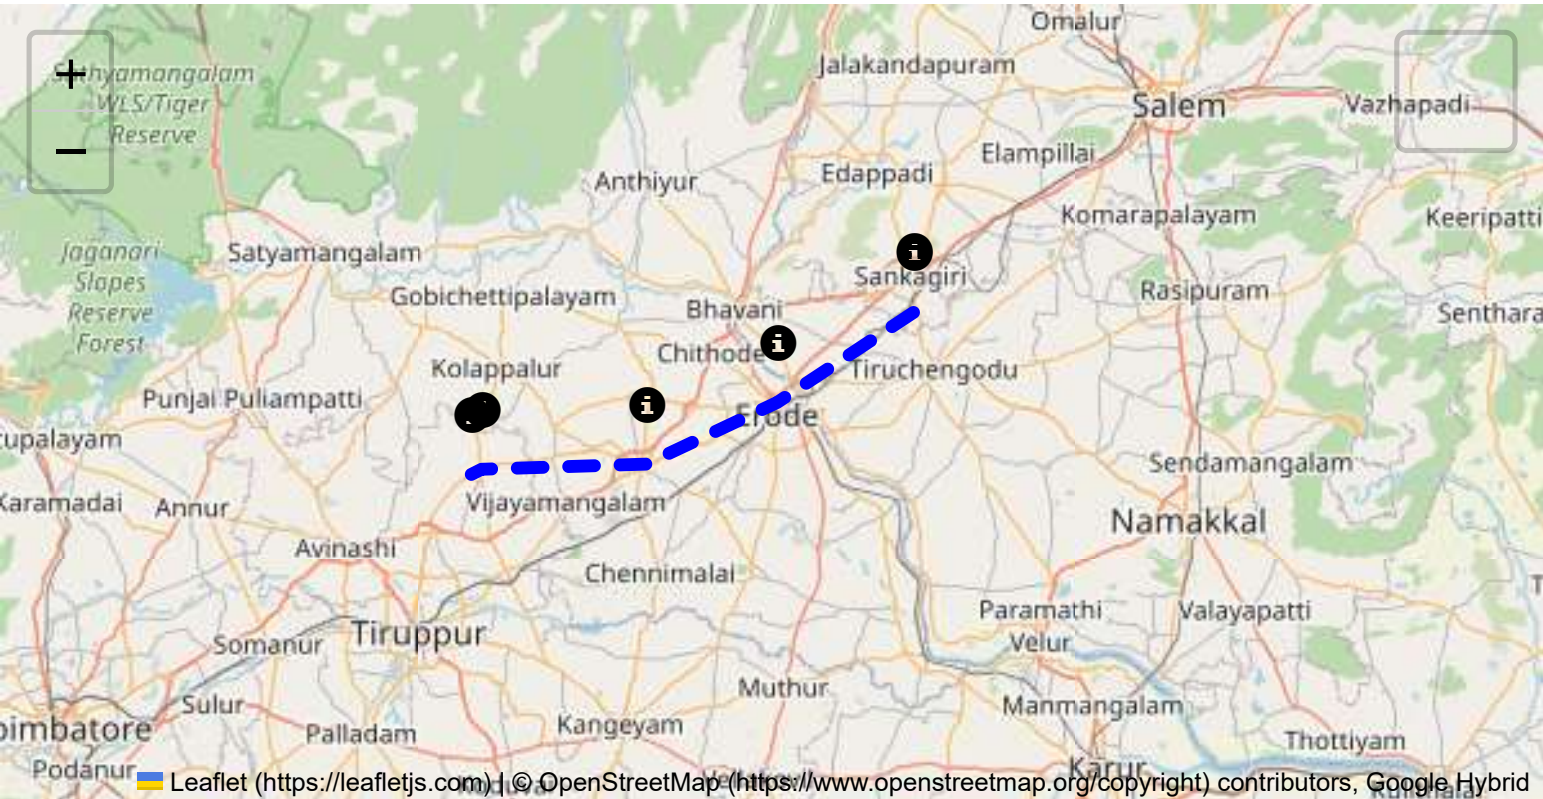 Omalur
Jalakandapuram
+
Sathyamangalam
WLS/Tiger
Reserve
−
Salem
Vazhapadi
Elampillai
Edappadi
Anthiyur
Komarapalayam
Keeripatti
Jaganari
Slopes
Reserve
Forest
Satyamangalam
i
Sankagiri
Gobichettipalayam
Rasipuram
Bhavani
Senthara
i
Chithode
Kolappalur
Tiruchengodu
Punjai Puliampatti
i
Erode
tupalayam
Sendamangalam
Karamadai
Annur
Vijayamangalam
Namakkal
Avinashi
Chennimalai
Paramathi
Velur
Valayapatti
T
Tiruppur
Somanur
Muthur
Sulur
Manmangalam
oimbatore
Palladam
Kangeyam
Thottiyam
Podanur
Karur
Leaflet (https://leafletjs.com) | © OpenStreetMap (https://www.openstreetmap.org/copyright) contributors, Google Hybrid